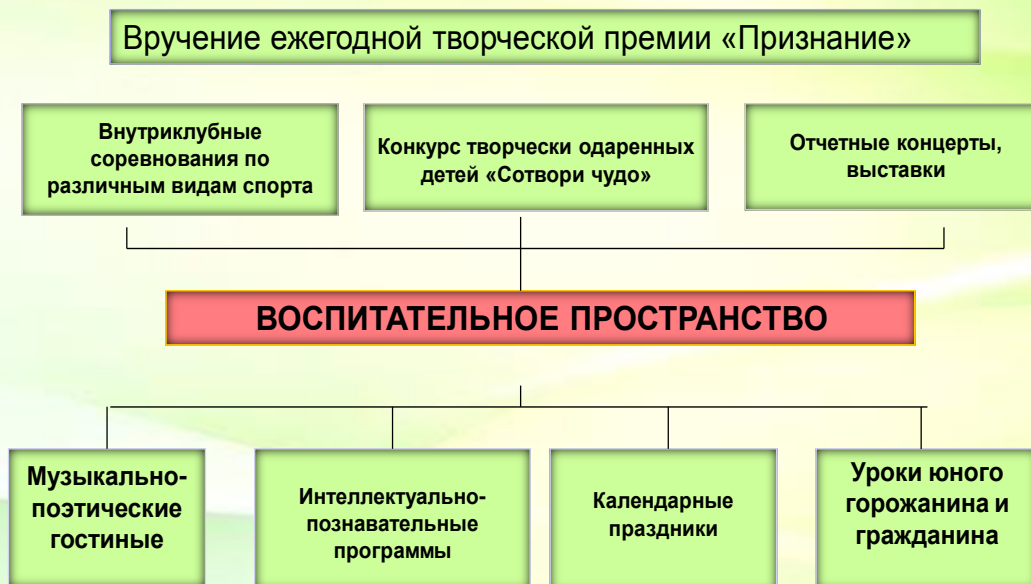 Вручение ежегодной творческой премии «Признание»
Внутриклубные
соревнования по
различным видам спорта
Конкурс творчески одаренных
детей «Сотвори чудо»
Отчетные концерты,
выставки
ВОСПИТАТЕЛЬНОЕ ПРОСТРАНСТВО
Музыкально-
поэтические
гостиные
Интеллектуально-
познавательные
программы
Календарные
праздники
Уроки юного
горожанина и
гражданина